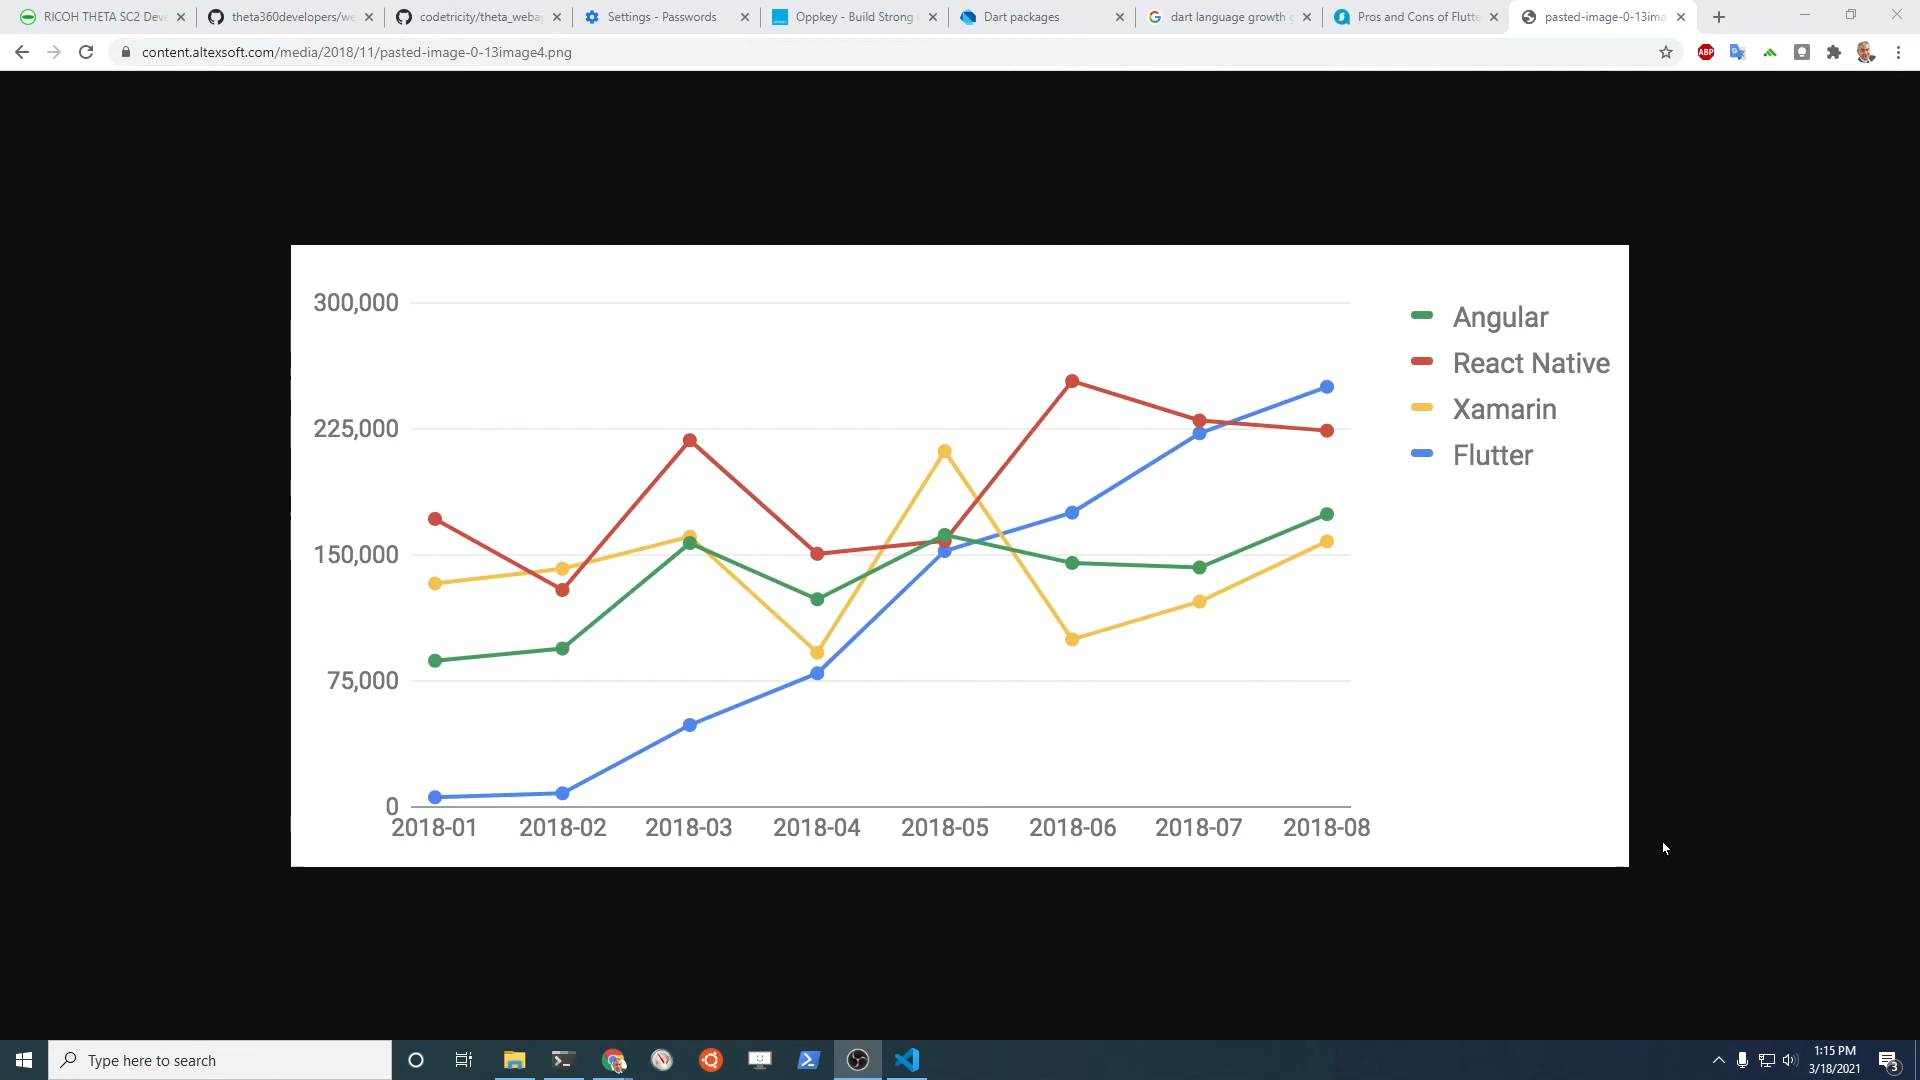 RICOH THETA SC2 Dev
theta360developers/we
codetricity/theta_weba
Settings - Passwords
Oppkey - Build Strong
Dart packages
dart language growth
Pros and Cons of Flutte
pasted-image-0-13ima
content.altexsoft.com/media/2018/11/pasted-image-0-13image4.png
ABP
300,000
225,000
150,000
75,000
0
2018-01 2018-02 2018-03 2018-04 2018-05 2018-06 2018-07 2018-08
Angular
React Native
Xamarin
Flutter
Type here to search
1:15 PM
3/18/2021
3